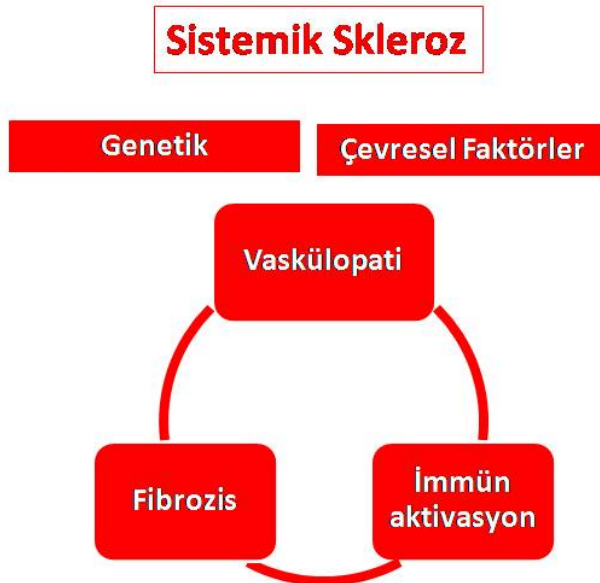 Sistemik Skleroz
Genetik
Çevresel Faktörler
Vaskülopati
Fibrozis
İmmün
aktivasyon